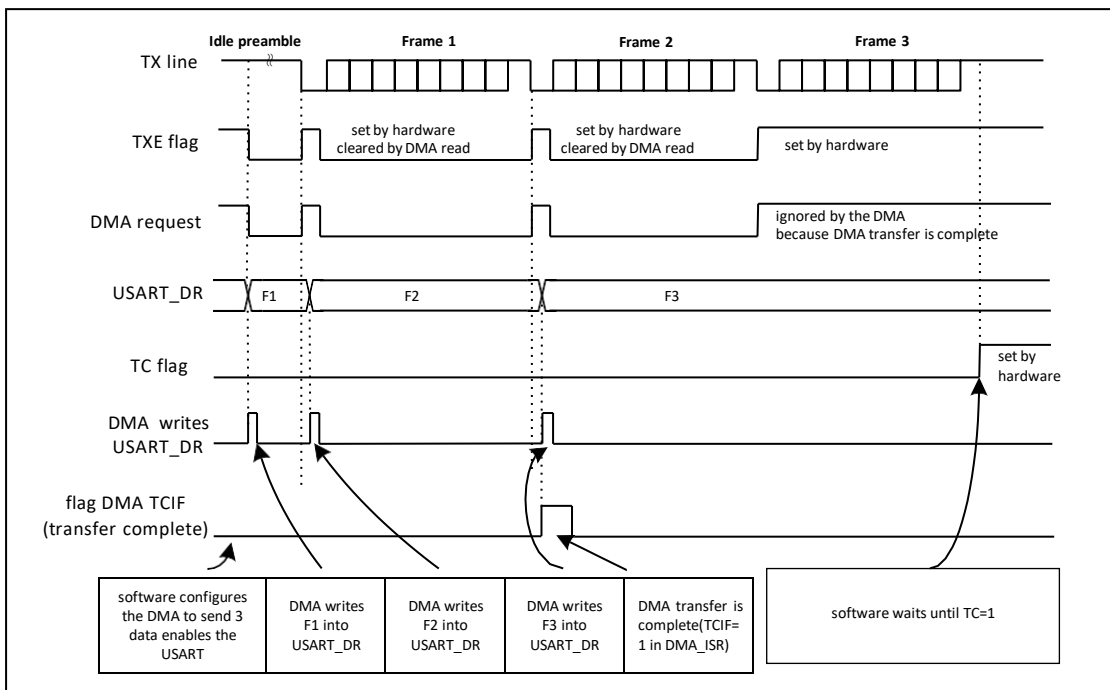 Idle preamble Frame 1 Frame 2 Frame 3
TX line
TXE flag
set by hardware
cleared by DMA read
set by hardware
cleared by DMA read
set by hardware
DMA request
ignored by the DMA
because DMA transfer is complete
USART_DR
F1 F2 F3
TC flag
set by
hardware
DMA writes
USART_DR
flag DMA TCIF
(transfer complete)
software configures
the DMA to send 3
data enables the
USART
DMA writes
F1 into
USART_DR
DMA writes
F2 into
USART_DR
DMA writes
F3 into
USART_DR
DMA transfer is
complete(TCIF=
1 in DMA_ISR)
software waits until TC=1